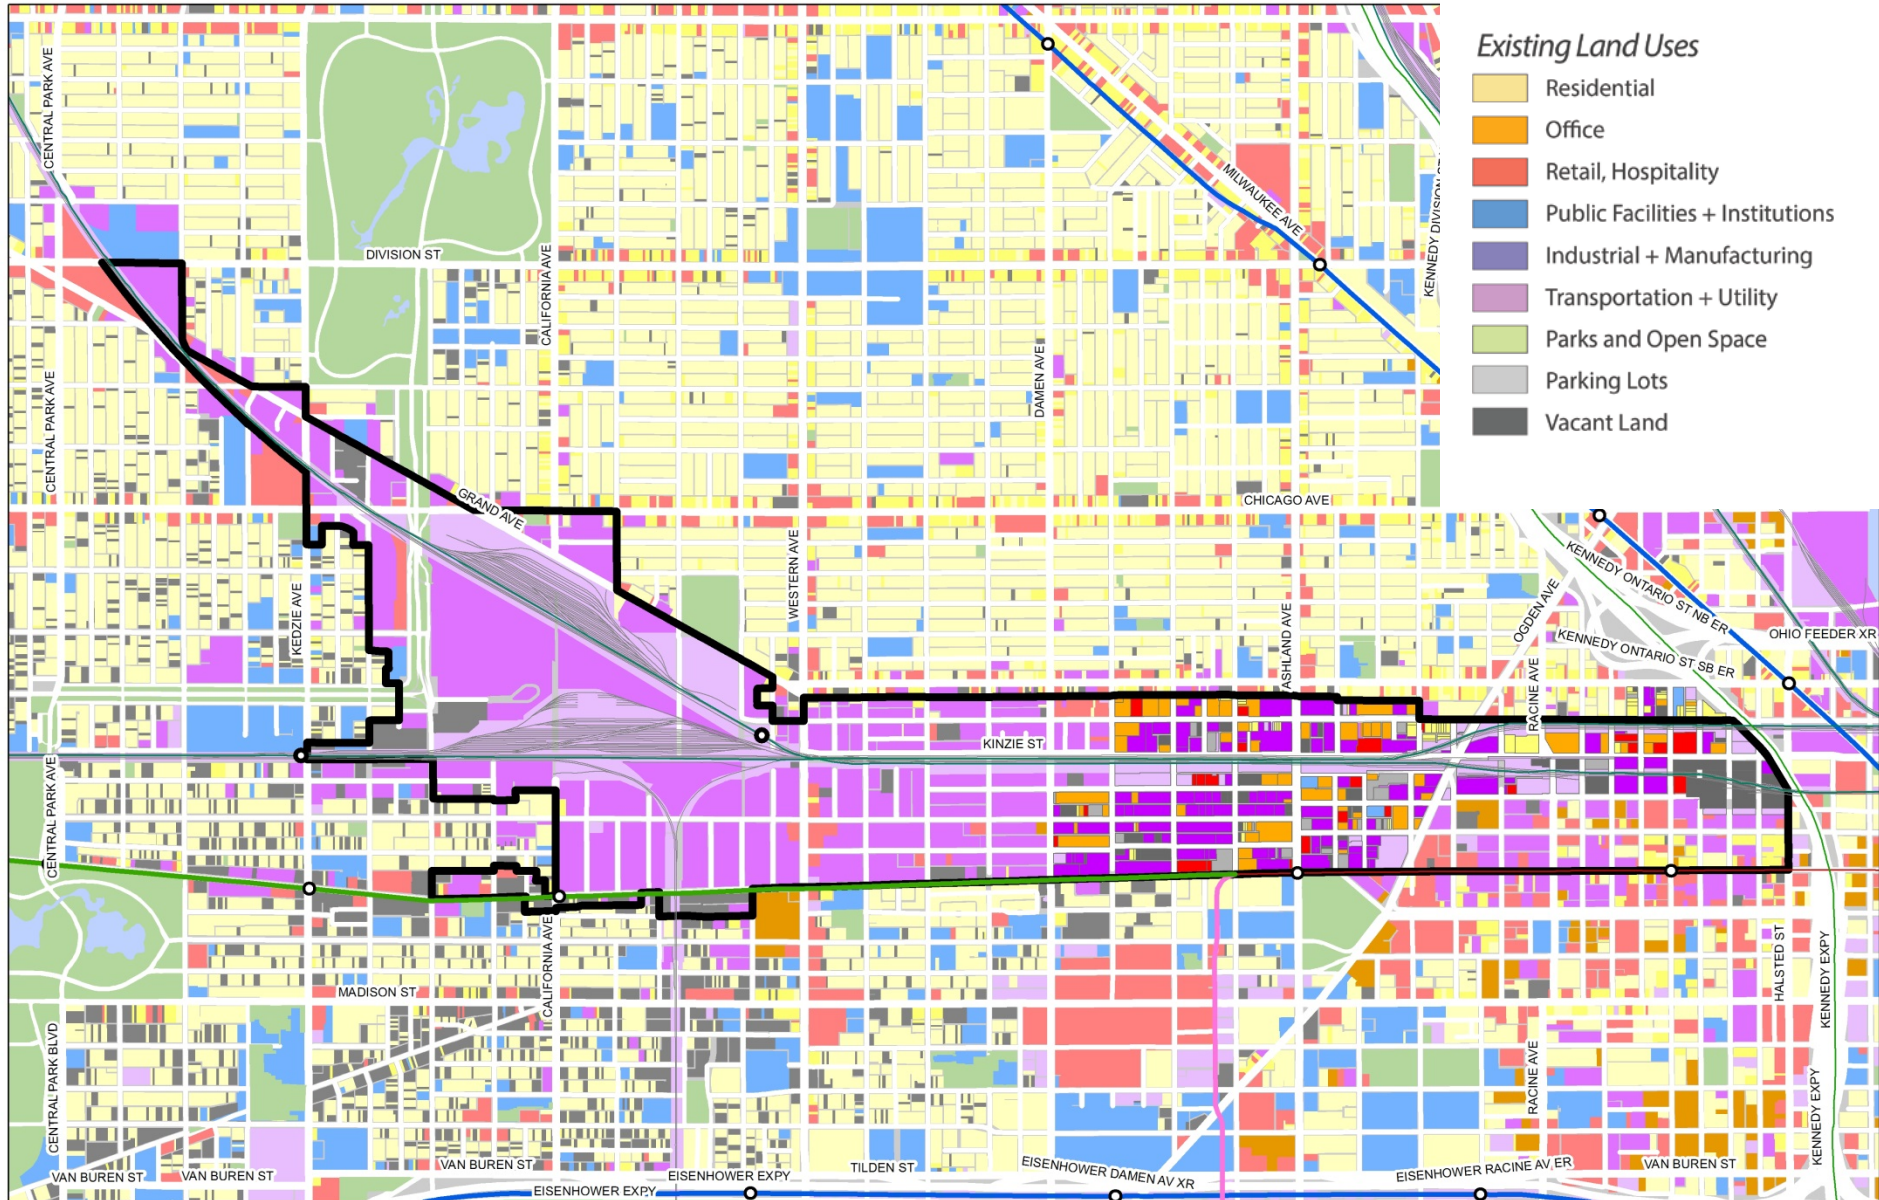 Existing Land Uses
Residential
Office
Retail, Hospitality
Public Facilities + Institutions
Industrial + Manufacturing
Transportation + Utility
Parks and Open Space
Parking Lots
Vacant Land
CENTRAL PARK AVE
MILWAUKEE AVE
KENNEDY DIVISION ST
DIVISION ST
CALIFORNIA AVE
DAMEN AVE
CENTRAL PARK AVE
GRAND AVE
CHICAGO AVE
WESTERN AVE
KEDZIE AVE
ASHLAND AVE
OGDEN AVE
KENNEDY ONTARIO ST NB ER
KENNEDY ONTARIO ST SB ER
OHIO FEEDER XR
RACINE AVE
KINZIE ST
CENTRAL PARK AVE
CALIFORNIA AVE
HALSTED ST
KENNEDY EXPY
MADISON ST
CENTRAL PARK BLVD
RACINE AVE
KENNEDY EXPY
VAN BUREN ST
VAN BUREN ST
VAN BUREN ST
EISENHOWER EXPY
EISENHOWER EXPY
TILDEN ST
EISENHOWER DAMEN AV XR
EISENHOWER RACINE AV ER
VAN BUREN ST